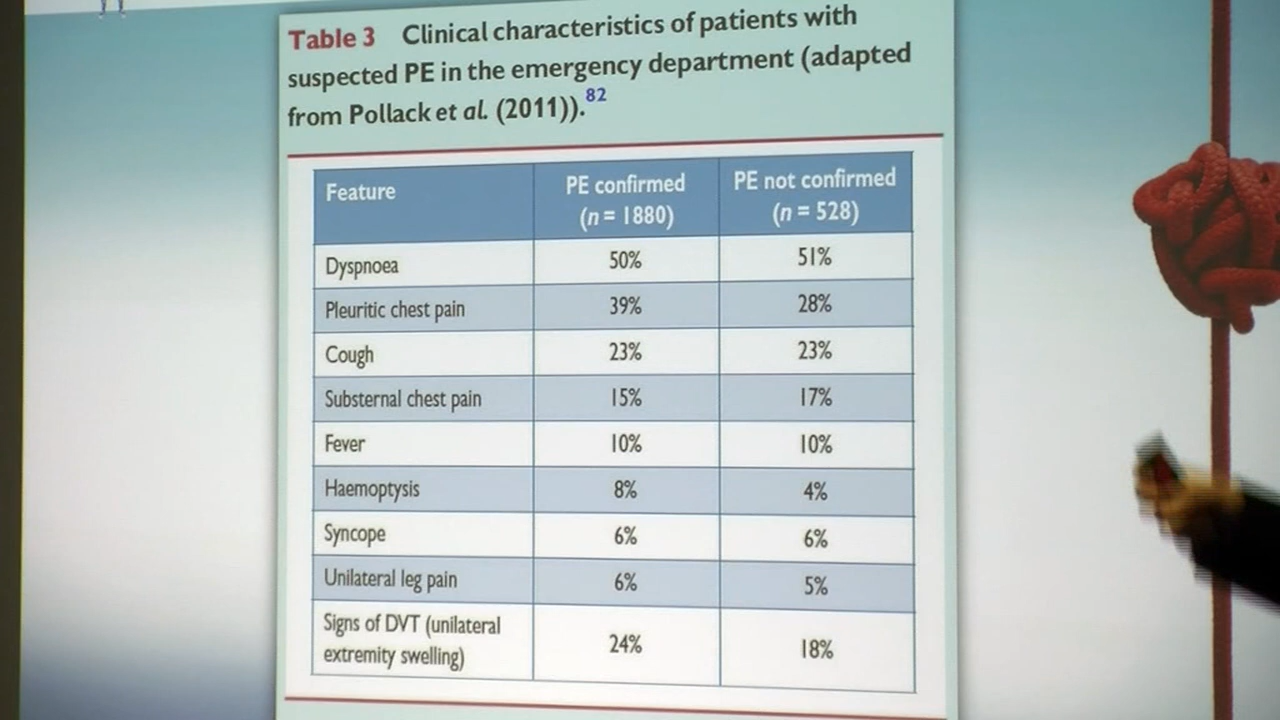 Table 3 Clinical characteristics of patients with
suspected PE in the emergency department (adapted
from Pollack et al. (2011)).82
Feature PE confirmed (n = 1880) PE not confirmed (n = 528)
Dyspnoea 50% 51%
Pleuritic chest pain 39% 28%
Cough 23% 23%
Substernal chest pain 15% 17%
Fever 10% 10%
Haemoptysis 8% 4%
Syncope 6% 6%
Unilateral leg pain 6% 5%
Signs of DVT (unilateral
extremity swelling) 24% 18%